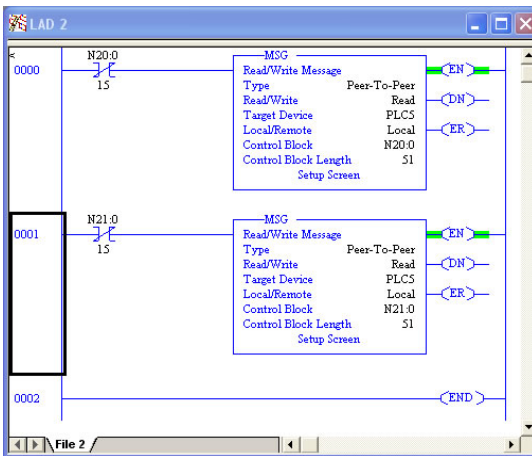 LAD 2
N20:0
0000
15
MSG
Read/Write Message
Type Peer-To-Peer
Read/Write Read
Target Device PLC5
Local/Remote Local
Control Block N20:0
Control Block Length 51
Setup Screen
EN
DN
ER
N21:0
0001
15
MSG
Read/Write Message
Type Peer-To-Peer
Read/Write Read
Target Device PLC5
Local/Remote Local
Control Block N21:0
Control Block Length 51
Setup Screen
EN
DN
ER
0002
END
File 2